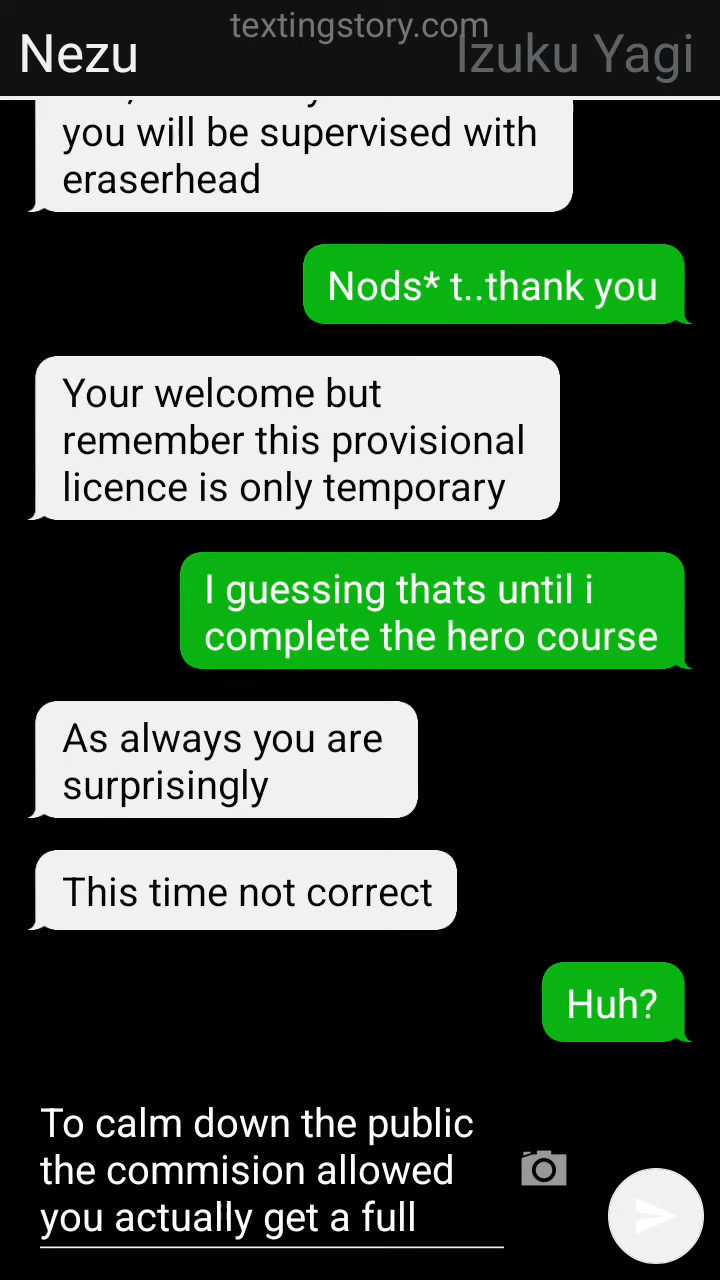 textingstory.com
Nezu
Izuku Yagi
you will be supervised with
eraserhead
Nods* t..thank you
Your welcome but
remember this provisional
licence is only temporary
I guessing thats until i
complete the hero course
As always you are
surprisingly
This time not correct
Huh?
To calm down the public
the commision allowed
you actually get a full